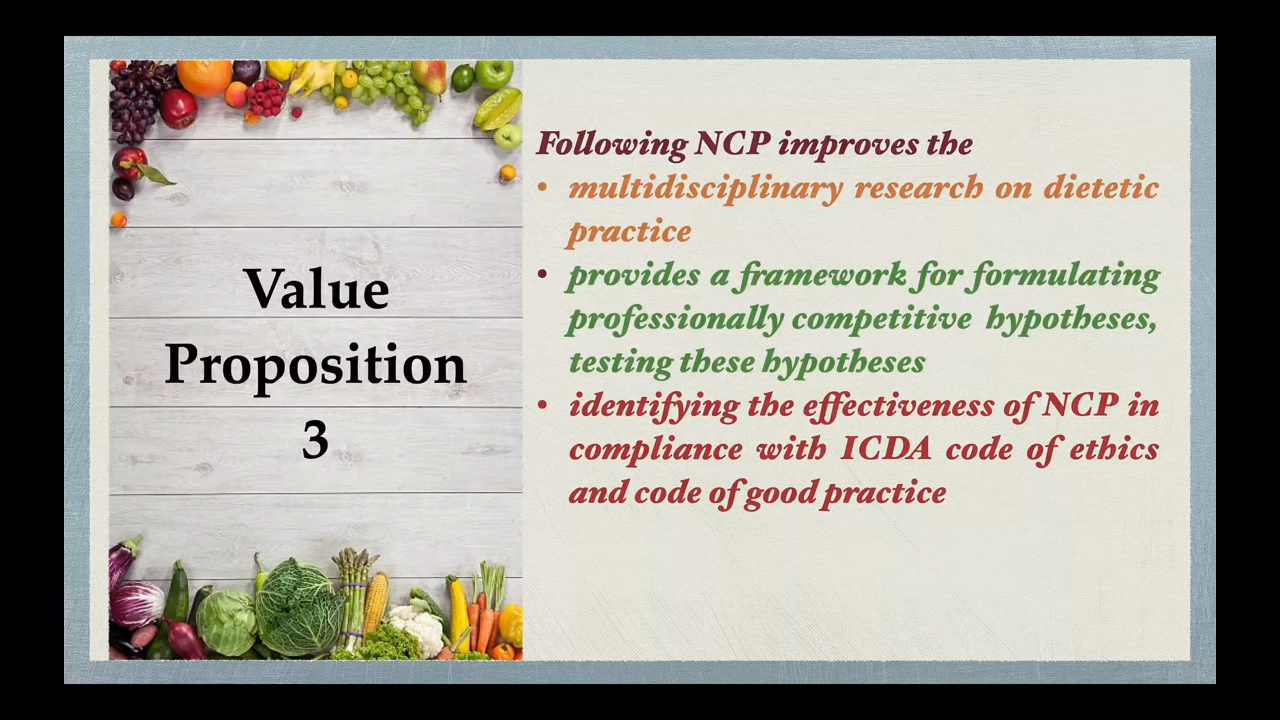 Value
Proposition
3
Following NCP improves the
• multidisciplinary research on dietetic
practice
• provides a framework for formulating
professionally competitive hypotheses,
testing these hypotheses
• identifying the effectiveness of NCP in
compliance with ICDA code of ethics
and code of good practice